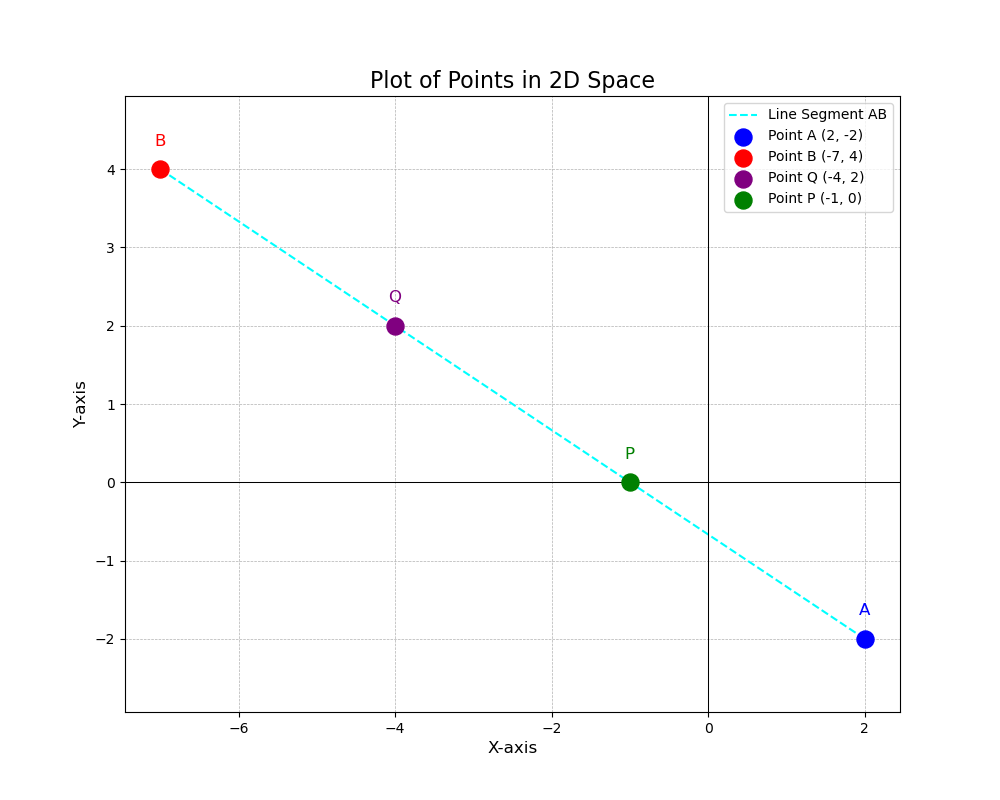 Plot of Points in 2D Space
Line Segment AB
Point A (2, -2)
Point B (-7, 4)
Point Q (-4, 2)
Point P (-1, 0)
B
Q
P
A
4
3
2
1
0
−1
−2
Y-axis
−6
−4
−2
0
2
X-axis